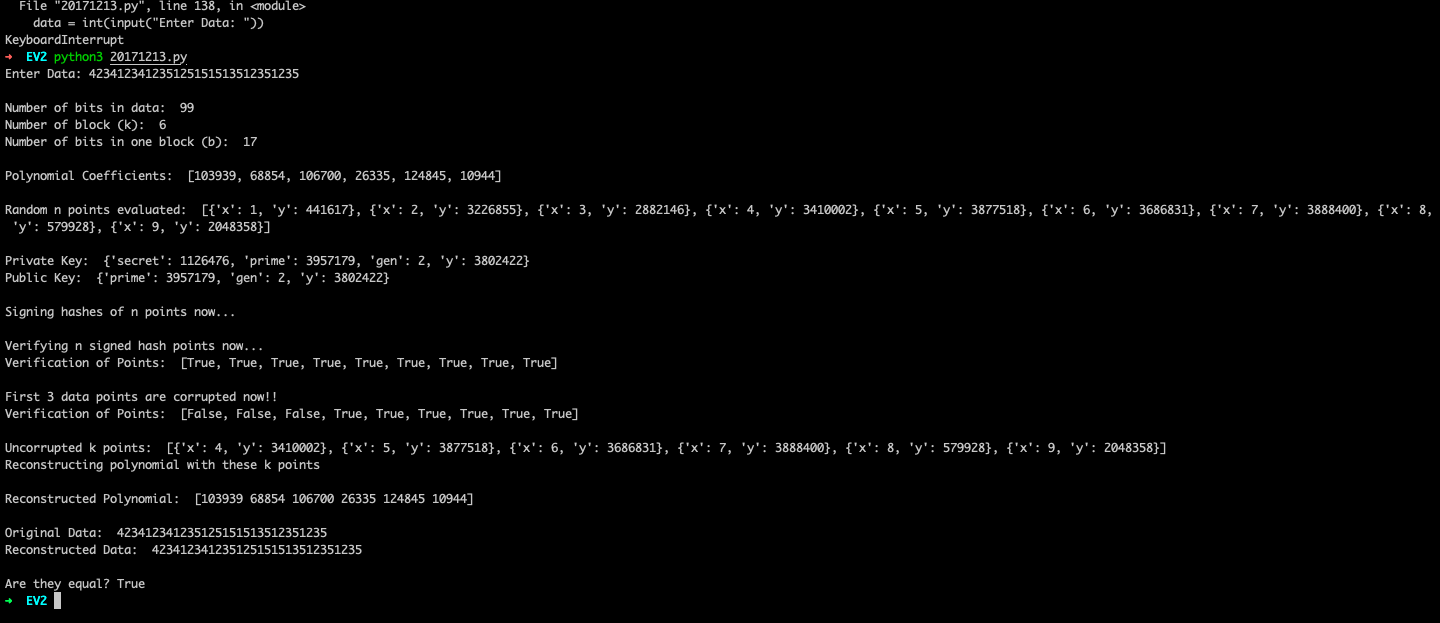 File "20171213.py", line 138, in <module>
data = int(input("Enter Data: "))
KeyboardInterrupt
➜ EV2 python3 20171213.py
Enter Data: 423412341235125151513512351235

Number of bits in data:  99
Number of block (k):  6
Number of bits in one block (b):  17

Polynomial Coefficients:  [103939, 68854, 106700, 26335, 124845, 10944]

Random n points evaluated:  [{'x': 1, 'y': 441617}, {'x': 2, 'y': 3226855}, {'x': 3, 'y': 2882146}, {'x': 4, 'y': 3410002}, {'x': 5, 'y': 3877518}, {'x': 6, 'y': 3686831}, {'x': 7, 'y': 3888400}, {'x': 8,
'y': 579928}, {'x': 9, 'y': 2048358}]

Private Key:  {'secret': 1126476, 'prime': 3957179, 'gen': 2, 'y': 3802422}
Public Key:  {'prime': 3957179, 'gen': 2, 'y': 3802422}

Signing hashes of n points now...

Verifying n signed hash points now...
Verification of Points:  [True, True, True, True, True, True, True, True, True]

First 3 data points are corrupted now!!
Verification of Points:  [False, False, False, True, True, True, True, True, True]

Uncorrupted k points:  [{'x': 4, 'y': 3410002}, {'x': 5, 'y': 3877518}, {'x': 6, 'y': 3686831}, {'x': 7, 'y': 3888400}, {'x': 8, 'y': 579928}, {'x': 9, 'y': 2048358}]
Reconstructing polynomial with these k points

Reconstructed Polynomial:  [103939 68854 106700 26335 124845 10944]

Original Data:  423412341235125151513512351235
Reconstructed Data:  423412341235125151513512351235

Are they equal? True
➜ EV2